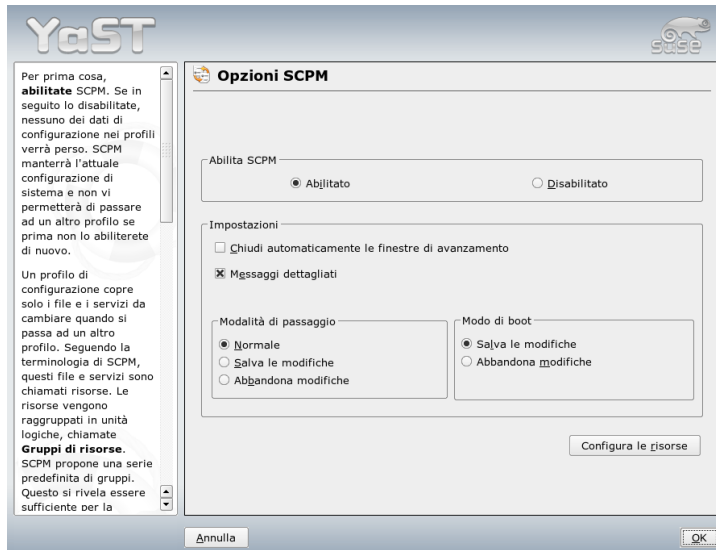 YaST
SUSE
Per prima cosa,
abilitate SCPM. Se in
seguito lo disabilitate,
nessuno dei dati di
configurazione nei profili
verrà perso. SCPM
manterrà l'attuale
configurazione di
sistema e non vi
permetterà di passare
ad un altro profilo se
prima non lo abiliterete
di nuovo.
Un profilo di
configurazione copre
solo i file e i servizi da
cambiare quando si
passa ad un altro
profilo. Seguendo la
terminologia di SCPM,
questi file e servizi sono
chiamati risorse. Le
risorse vengono
raggruppati in unità
logiche, chiamate
Gruppi di risorse.
SCPM propone una serie
predefinita di gruppi.
Questo si rivela essere
sufficiente per la
Opzioni SCPM
Abilita SCPM
Abilitato
Disabilitato
Impostazioni
Chiudi automaticamente le finestre di avanzamento
Messaggi dettagliati
Modalità di passaggio
Normale
Salva le modifiche
Abbandona modifiche
Modo di boot
Salva le modifiche
Abbandona modifiche
Configura le risorse
Annulla
OK